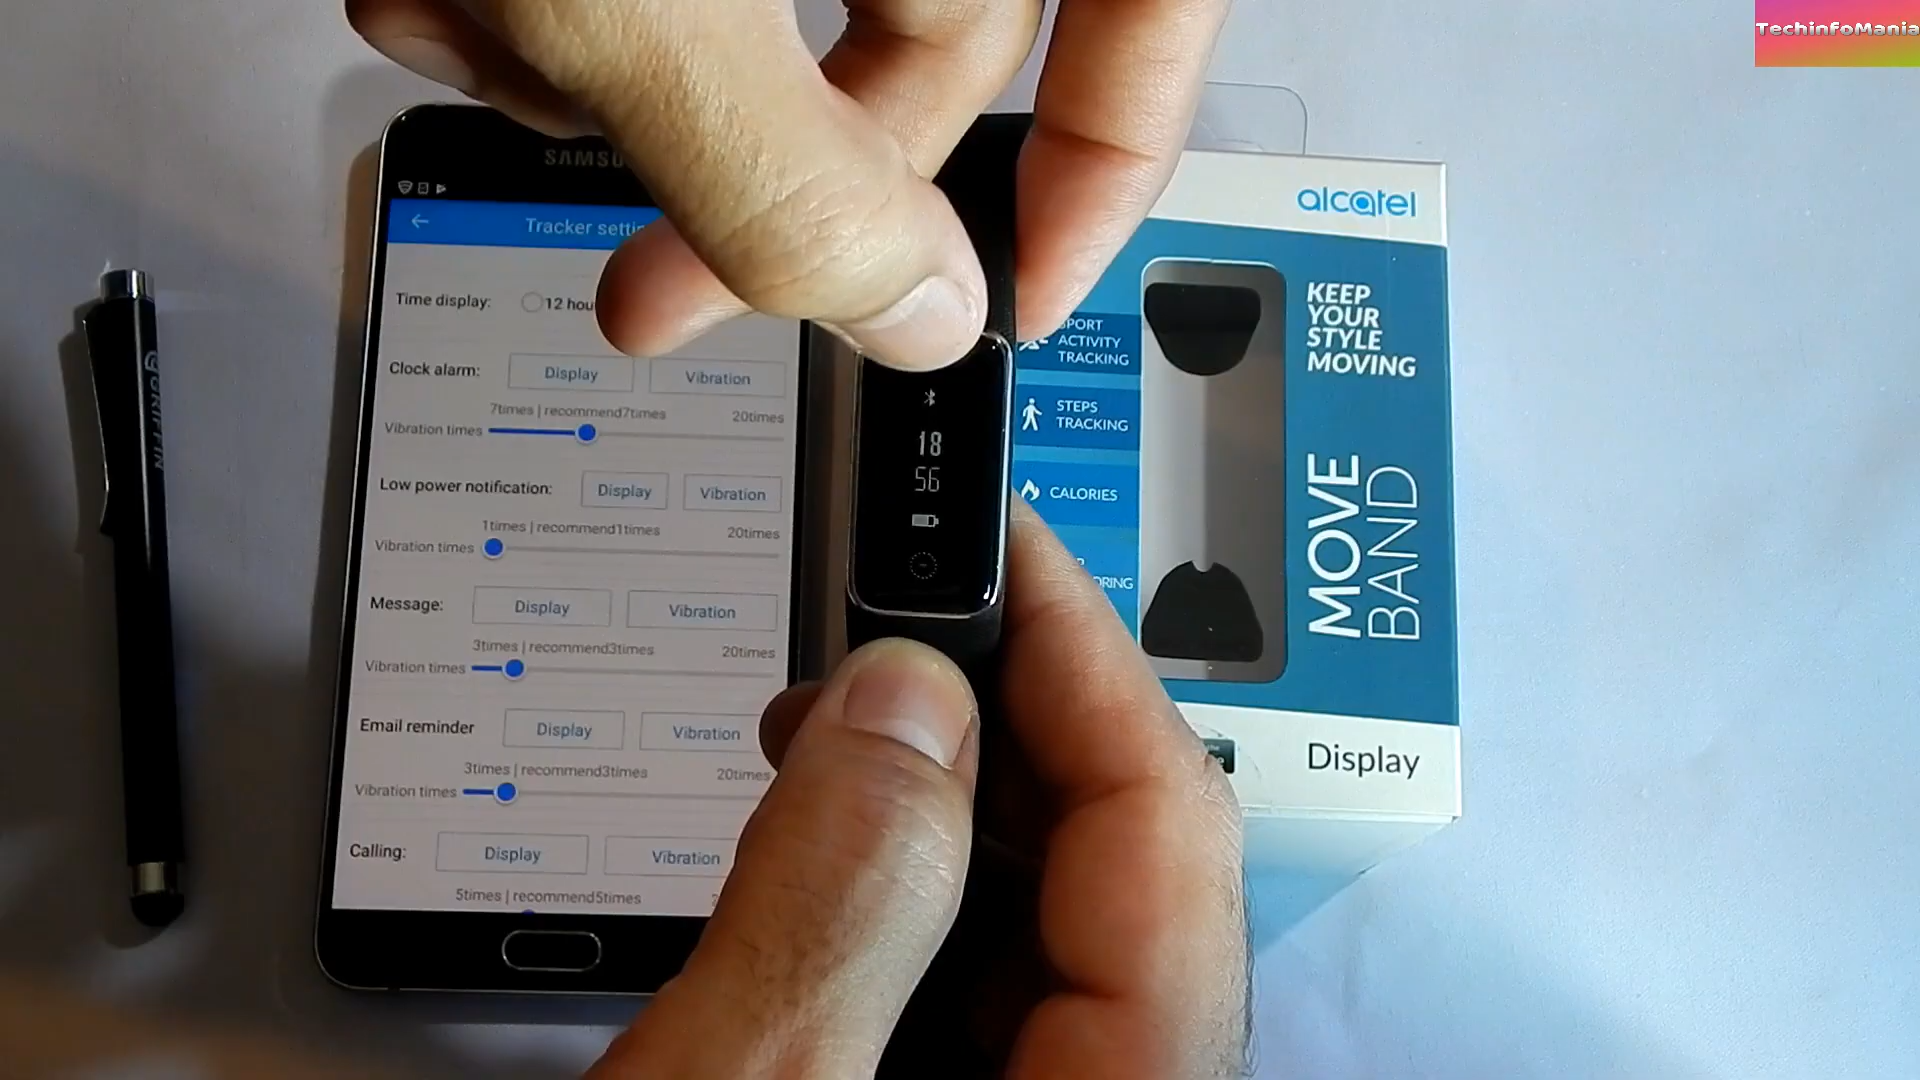 TechinfoMania
SAMSU
Tracker settin
Time display:
12 hou
Clock alarm:
Display
Vibration
7times | recommend7times
20times
Vibration times
Low power notification:
Display
Vibration
1times | recommend1times
20times
Vibration times
Message:
Display
Vibration
3times | recommend3times
20times
Vibration times
Email reminder
Display
Vibration
3times | recommend3times
20times
Vibration times
Calling:
Display
Vibration
5times | recommend5times
GRIFFIN
18
56
alcatel
KEEP
YOUR
STYLE
MOVING
SPORT
ACTIVITY
TRACKING
STEPS
TRACKING
CALORIES
ORING
MOVE
BAND
Display